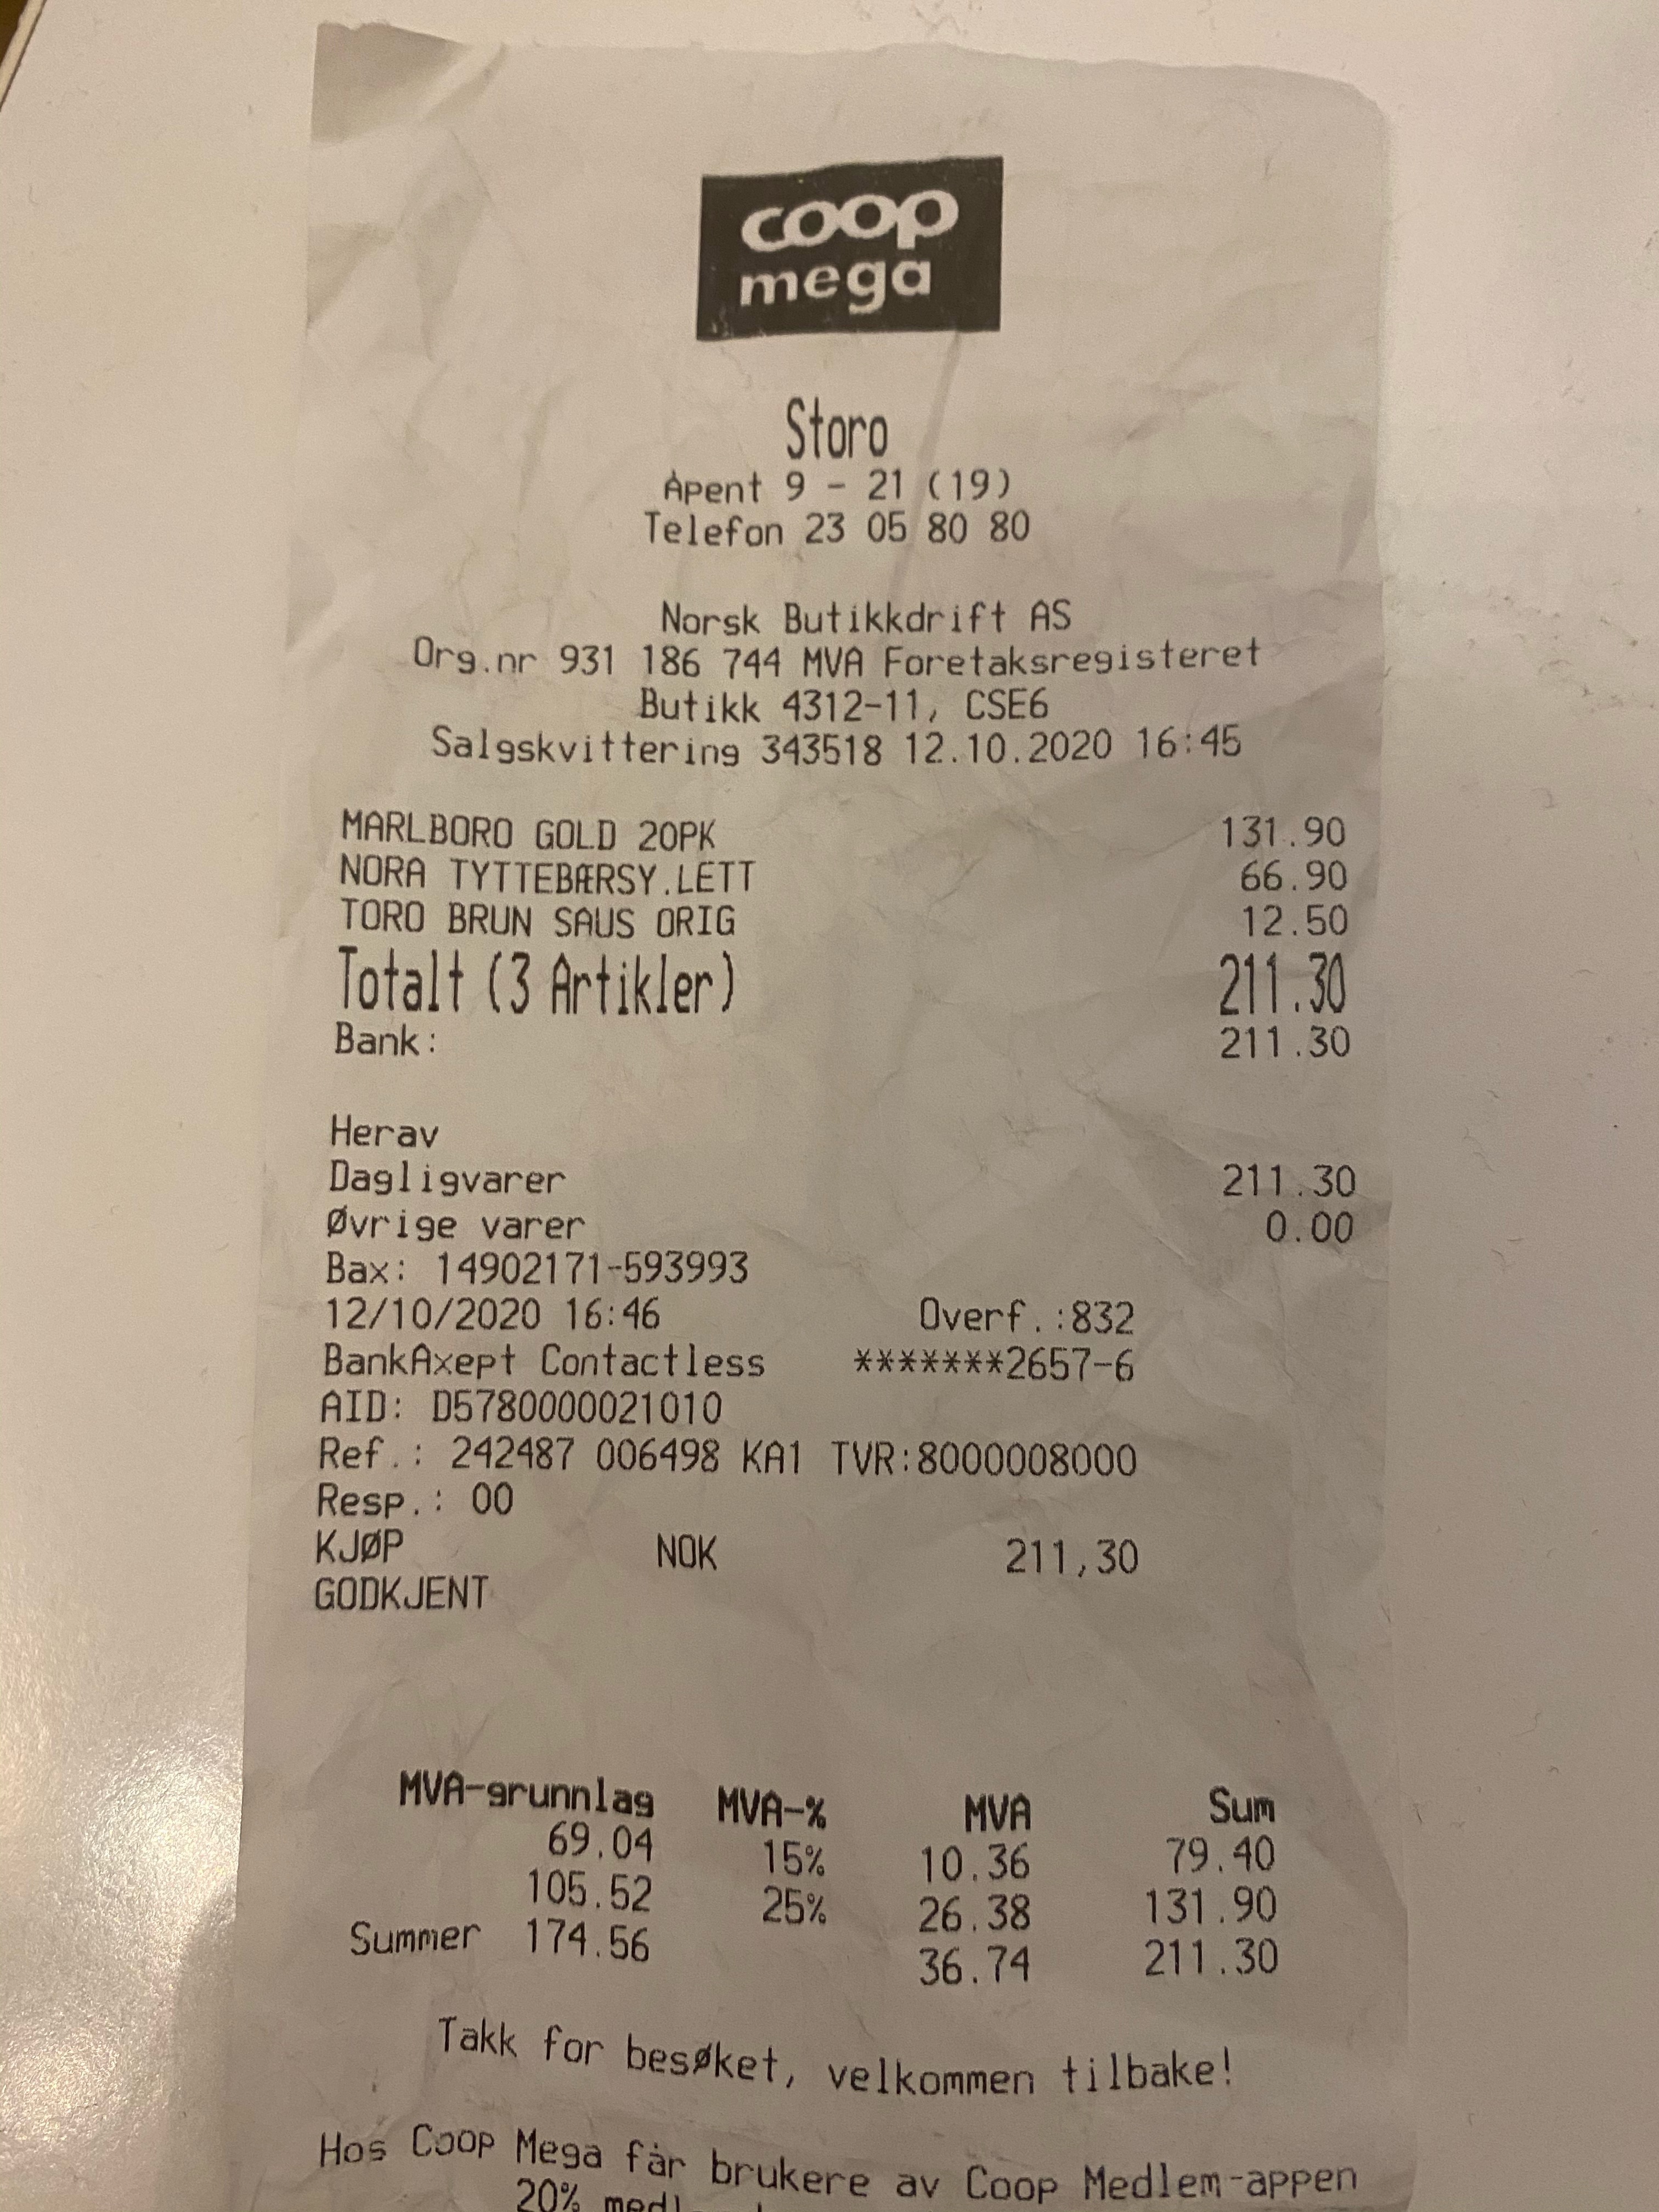 coop
mega
Storo
Åpent 9 - 21 (19)
Telefon 23 05 80 80
Norsk Butikkdrift AS
Org.nr 931 186 744 MVA Foretaksregisteret
Butikk 4312-11, CSE6
Salgskvittering 343518 12.10.2020 16:45
MARLBORO GOLD 20PK 131.90
NORA TYTTEBÆRSY.LETT 66.90
TORO BRUN SAUS ORIG 12.50
Totalt (3 Artikler) 211.30
Bank: 211.30
Herav
Dagligvarer 211.30
Øvrige varer 0.00
Bax: 14902171-593993
12/10/2020 16:46 Overf.:832
BankAxept Contactless *******2657-6
AID: D5780000021010
Ref.: 242487 006498 KA1 TVR:8000008000
Resp.: 00
KJØP NOK 211,30
GODKJENT
MVA-grunnlag MVA-% MVA Sum
69.04 15% 10.36 79.40
105.52 25% 26.38 131.90
Summer 174.56 36.74 211.30
Takk for besøket, velkommen tilbake!
Hos Coop Mega får brukere av Coop Medlem-appen
20%